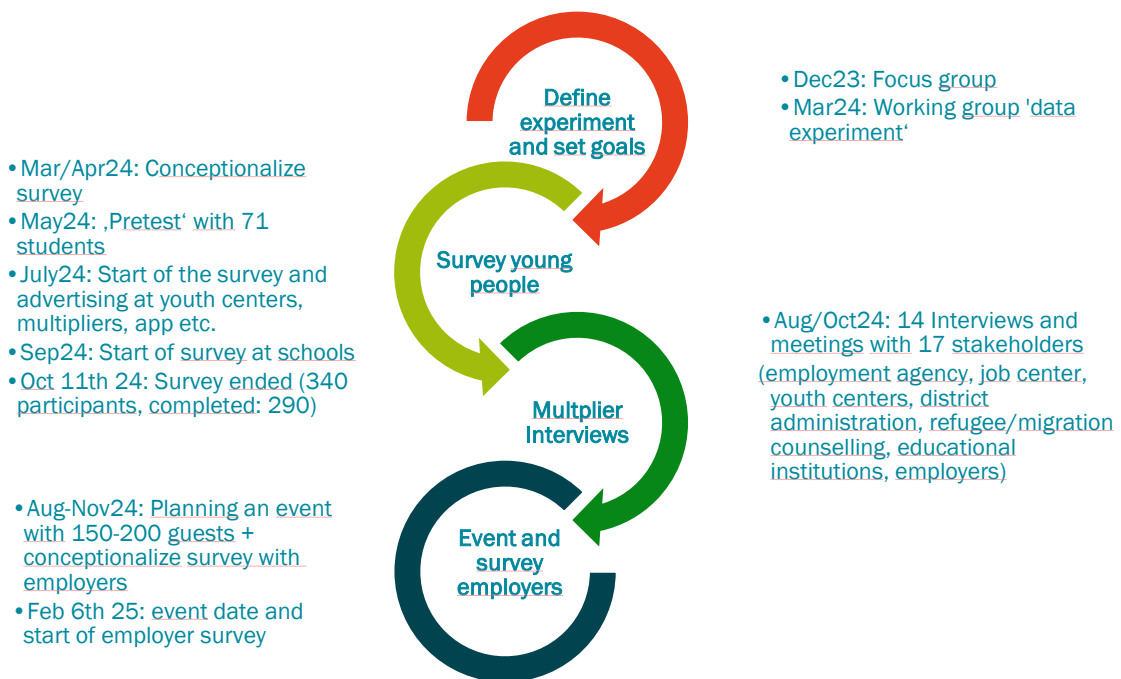 Define
experiment
and set goals
•Dec23: Focus group
•Mar24: Working group 'data
experiment‘
Survey young
people
•Mar/Apr24: Conceptionalize
survey
•May24: ‚Pretest‘ with 71
students
•July24: Start of the survey and
advertising at youth centers,
multipliers, app etc.
•Sep24: Start of survey at schools
•Oct 11th 24: Survey ended (340
participants, completed: 290)
Multplier
Interviews
•Aug/Oct24: 14 Interviews and
meetings with 17 stakeholders
(employment agency, job center,
youth centers, district
administration, refugee/migration
counselling, educational
institutions, employers)
Event and
survey
employers
•Aug-Nov24: Planning an event
with 150-200 guests +
conceptionalize survey with
employers
•Feb 6th 25: event date and
start of employer survey